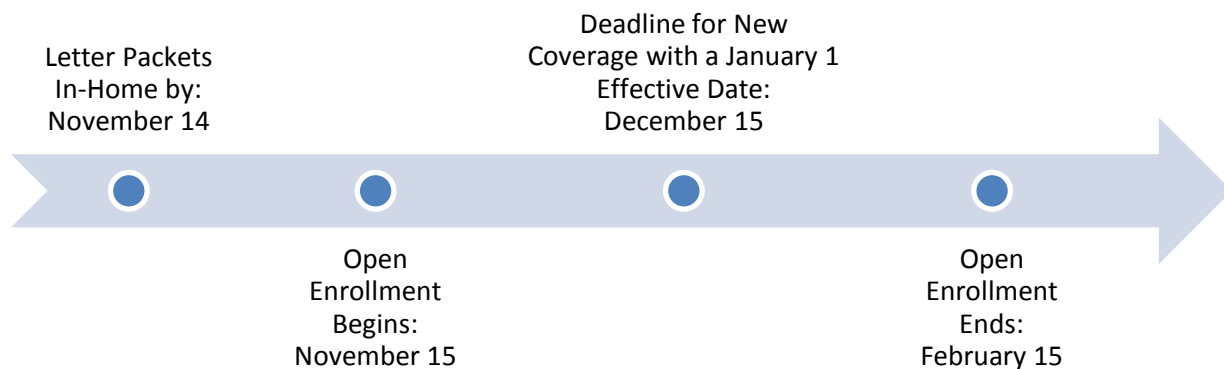 Letter Packets
In-Home by:
November 14
Open
Enrollment
Begins:
November 15
Deadline for New
Coverage with a January 1
Effective Date:
December 15
Open
Enrollment
Ends:
February 15